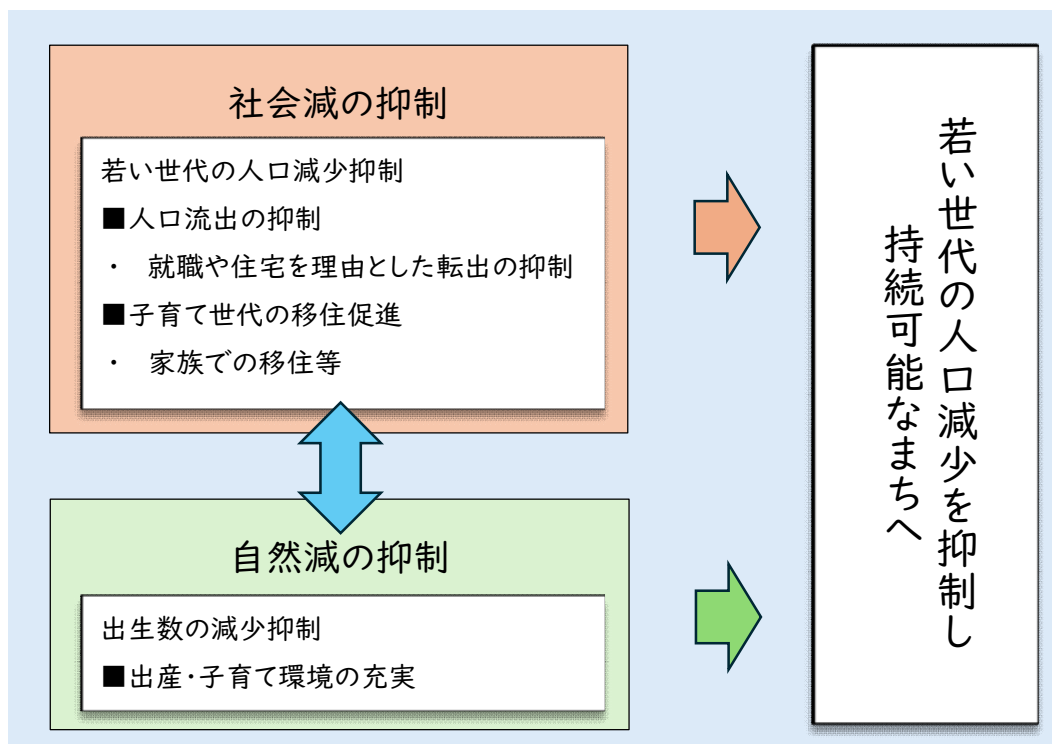 社会減の抑制
若い世代の人口減少抑制
■人口流出の抑制
・ 就職や住宅を理由とした転出の抑制
■子育て世代の移住促進
・ 家族での移住等
自然減の抑制
出生数の減少抑制
■出産・子育て環境の充実
若い世代の人口減少を抑制し
持続可能なまちへ